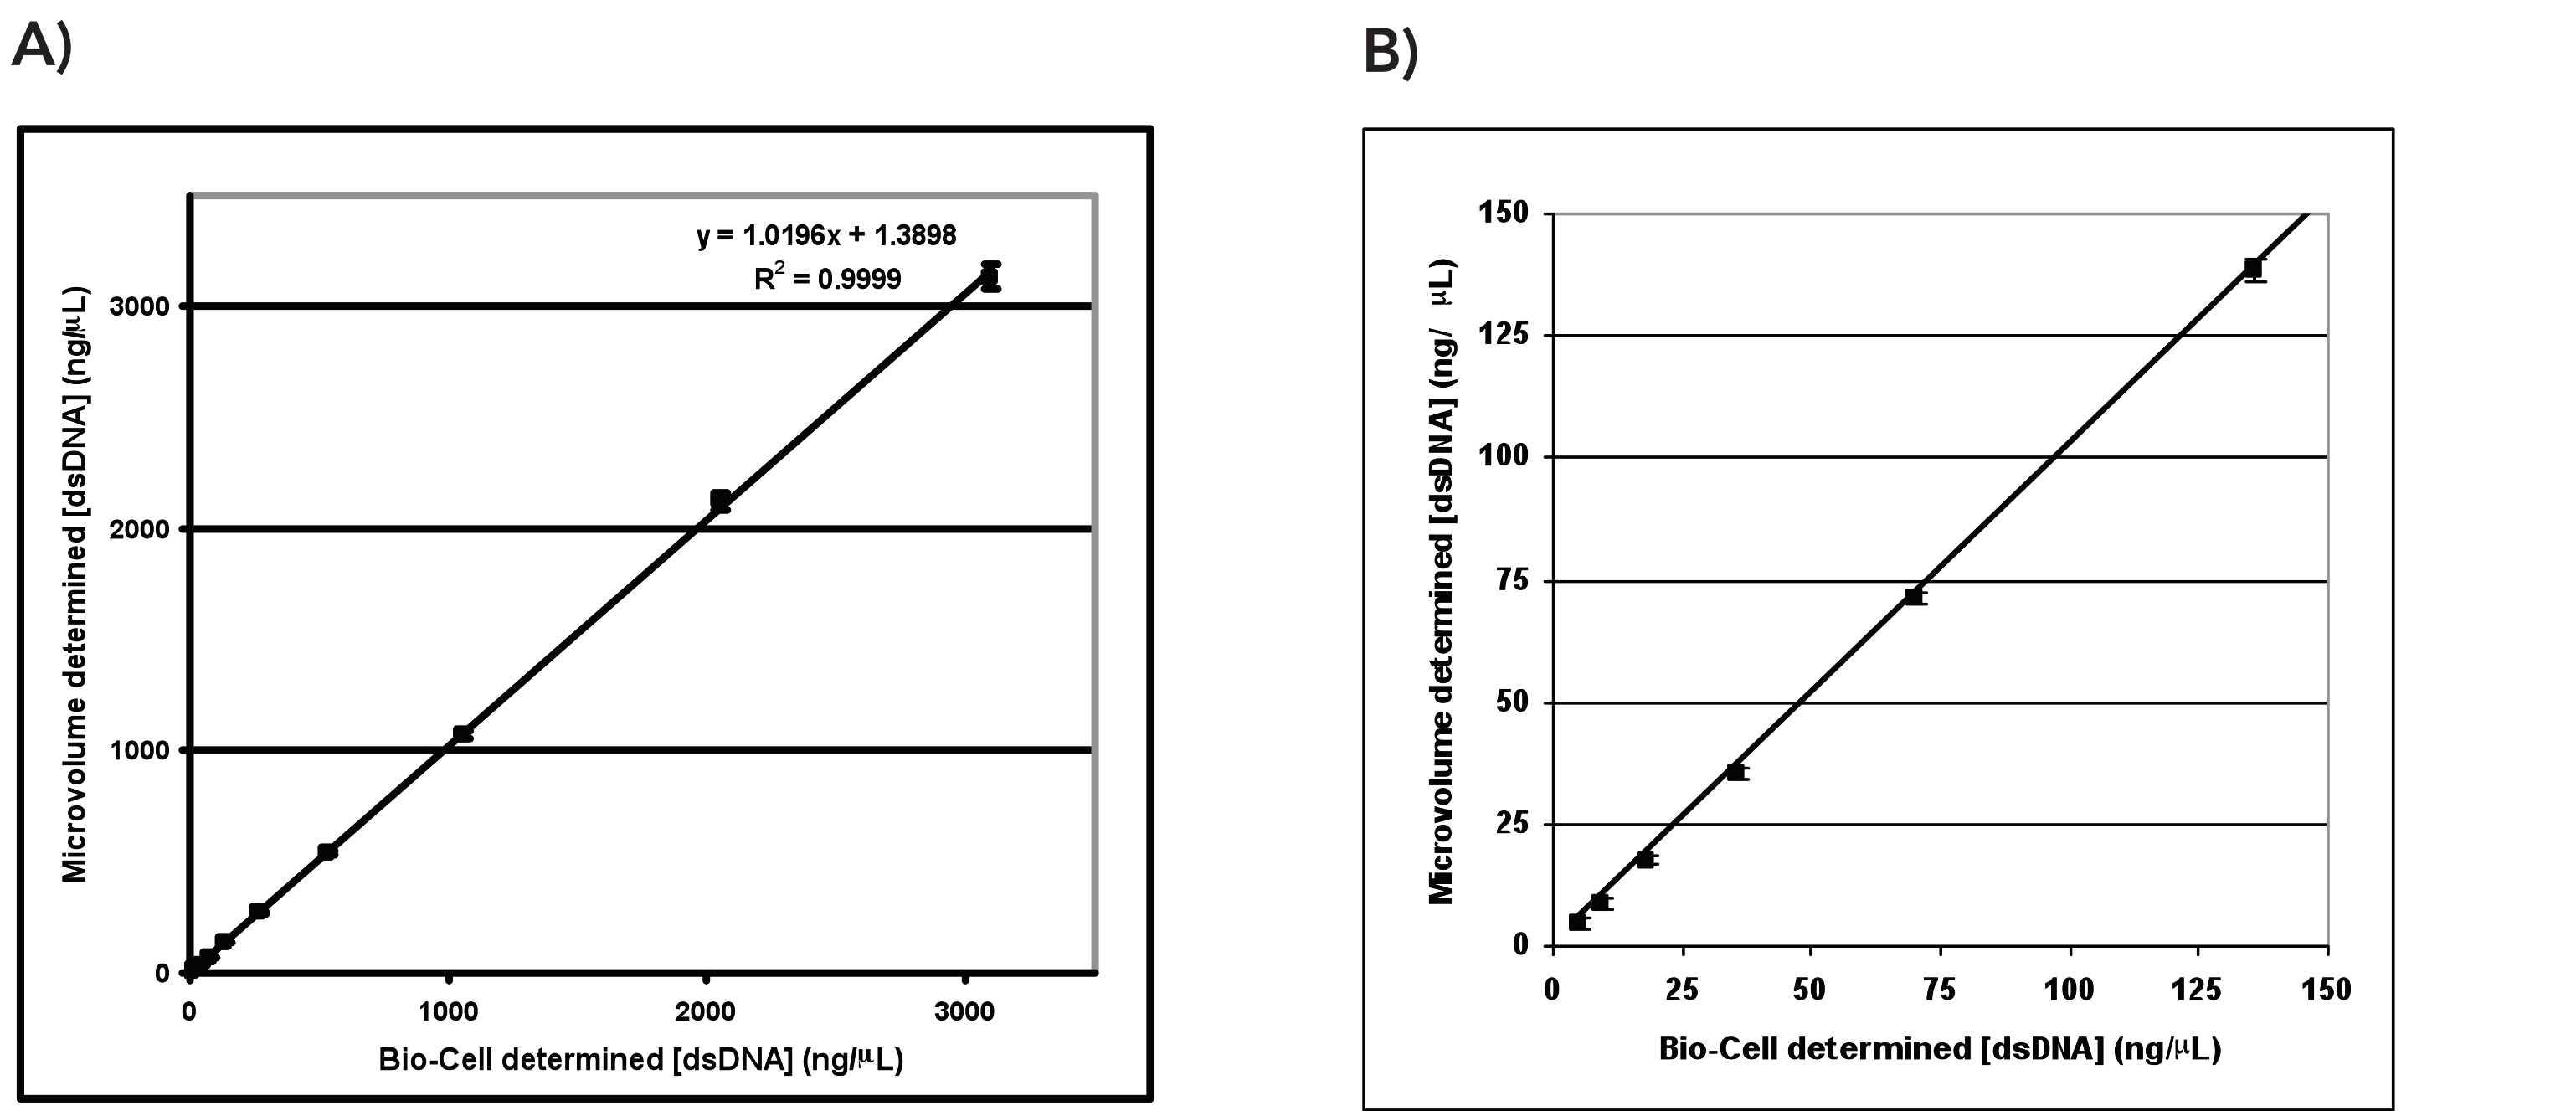 A)
y = 1.0196x + 1.3898
R² = 0.9999
Microvolume determined [dsDNA] (ng/μL)
3000
2000
1000
0
0 1000 2000 3000
Bio-Cell determined [dsDNA] (ng/μL)
B)
Microvolume determined [dsDNA] (ng/ μL)
150
125
100
75
50
25
0
0 25 50 75 100 125 150
Bio-Cell determined [dsDNA] (ng/μL)